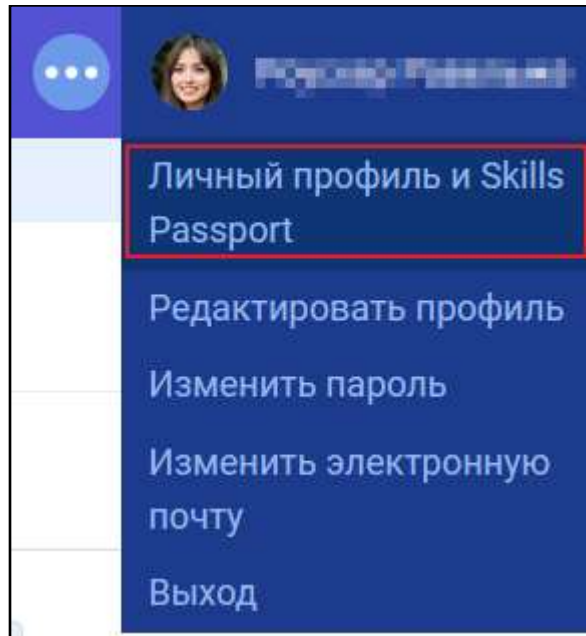 Личный профиль и Skills
Passport
Редактировать профиль
Изменить пароль
Изменить электронную
почту
Выход